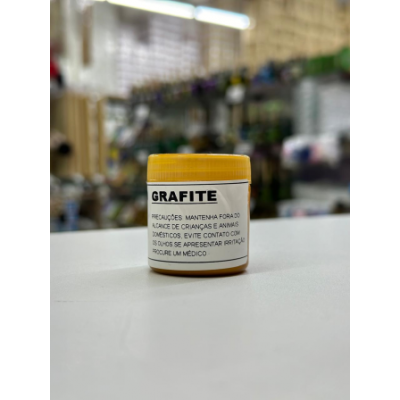 GRAFITE
PRECAUÇÕES: MANTENHA FORA DO
ALCANCE DE CRIANÇAS E ANIMAIS
DOMÉSTICOS, EVITE CONTATO COM
OS OLHOS SE APRESENTAR IRRITAÇÃO
PROCURE UM MÉDICO